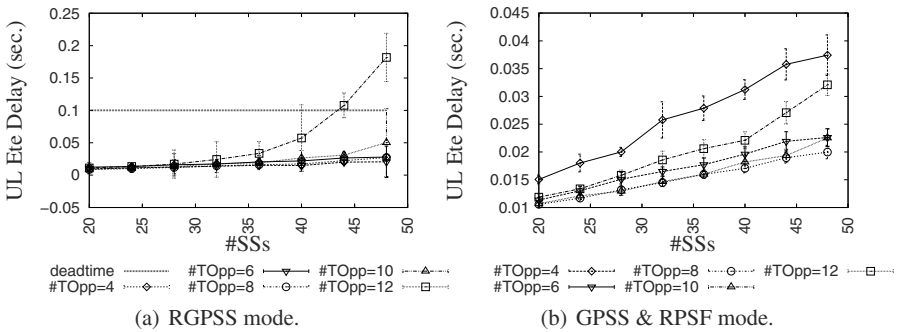 UL Ete Delay (sec.)
0.25
0.2
0.15
0.1
0.05
0
−0.05
20
25
30
35
40
45
50
#SSs
deadtime
#TOpp=4
#TOpp=6
#TOpp=8
#TOpp=10
#TOpp=12
(a) RGPSS mode.
UL Ete Delay (sec.)
0.045
0.04
0.035
0.03
0.025
0.02
0.015
0.01
20
25
30
35
40
45
50
#SSs
#TOpp=4
#TOpp=6
#TOpp=8
#TOpp=10
#TOpp=12
(b) GPSS & RPSF mode.